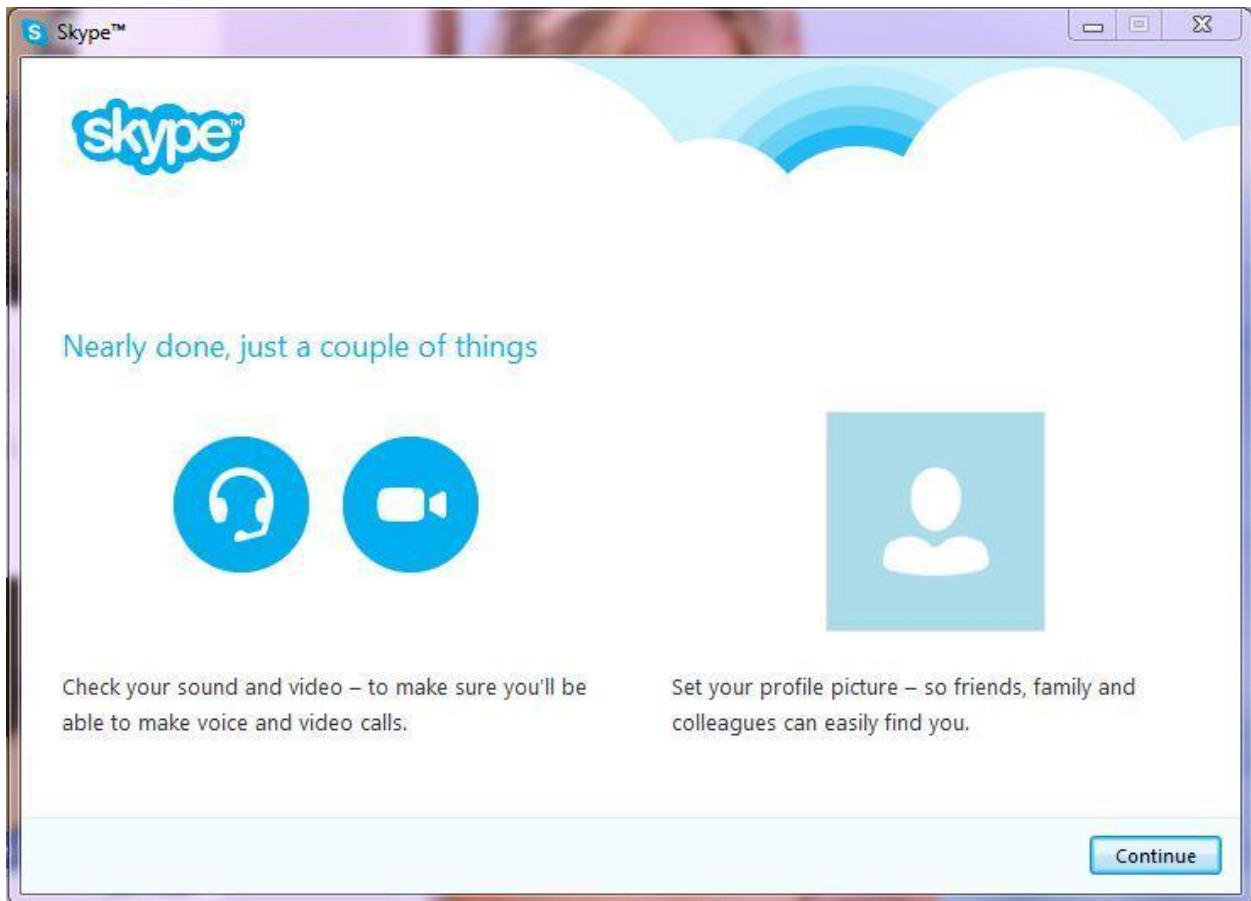 Skype™
skype™
Nearly done, just a couple of things
Check your sound and video – to make sure you'll be
able to make voice and video calls.
Set your profile picture – so friends, family and
colleagues can easily find you.
Continue